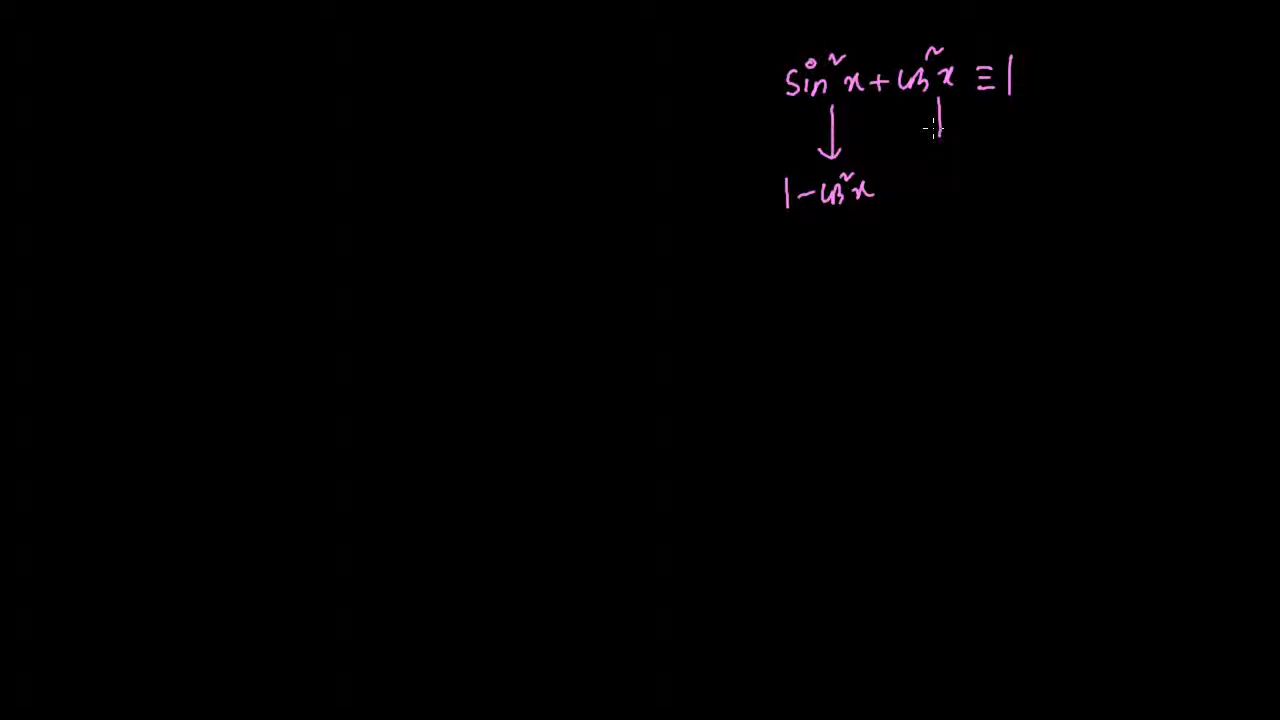 sin²x + cos²x ≡ 1
1 - cos²x